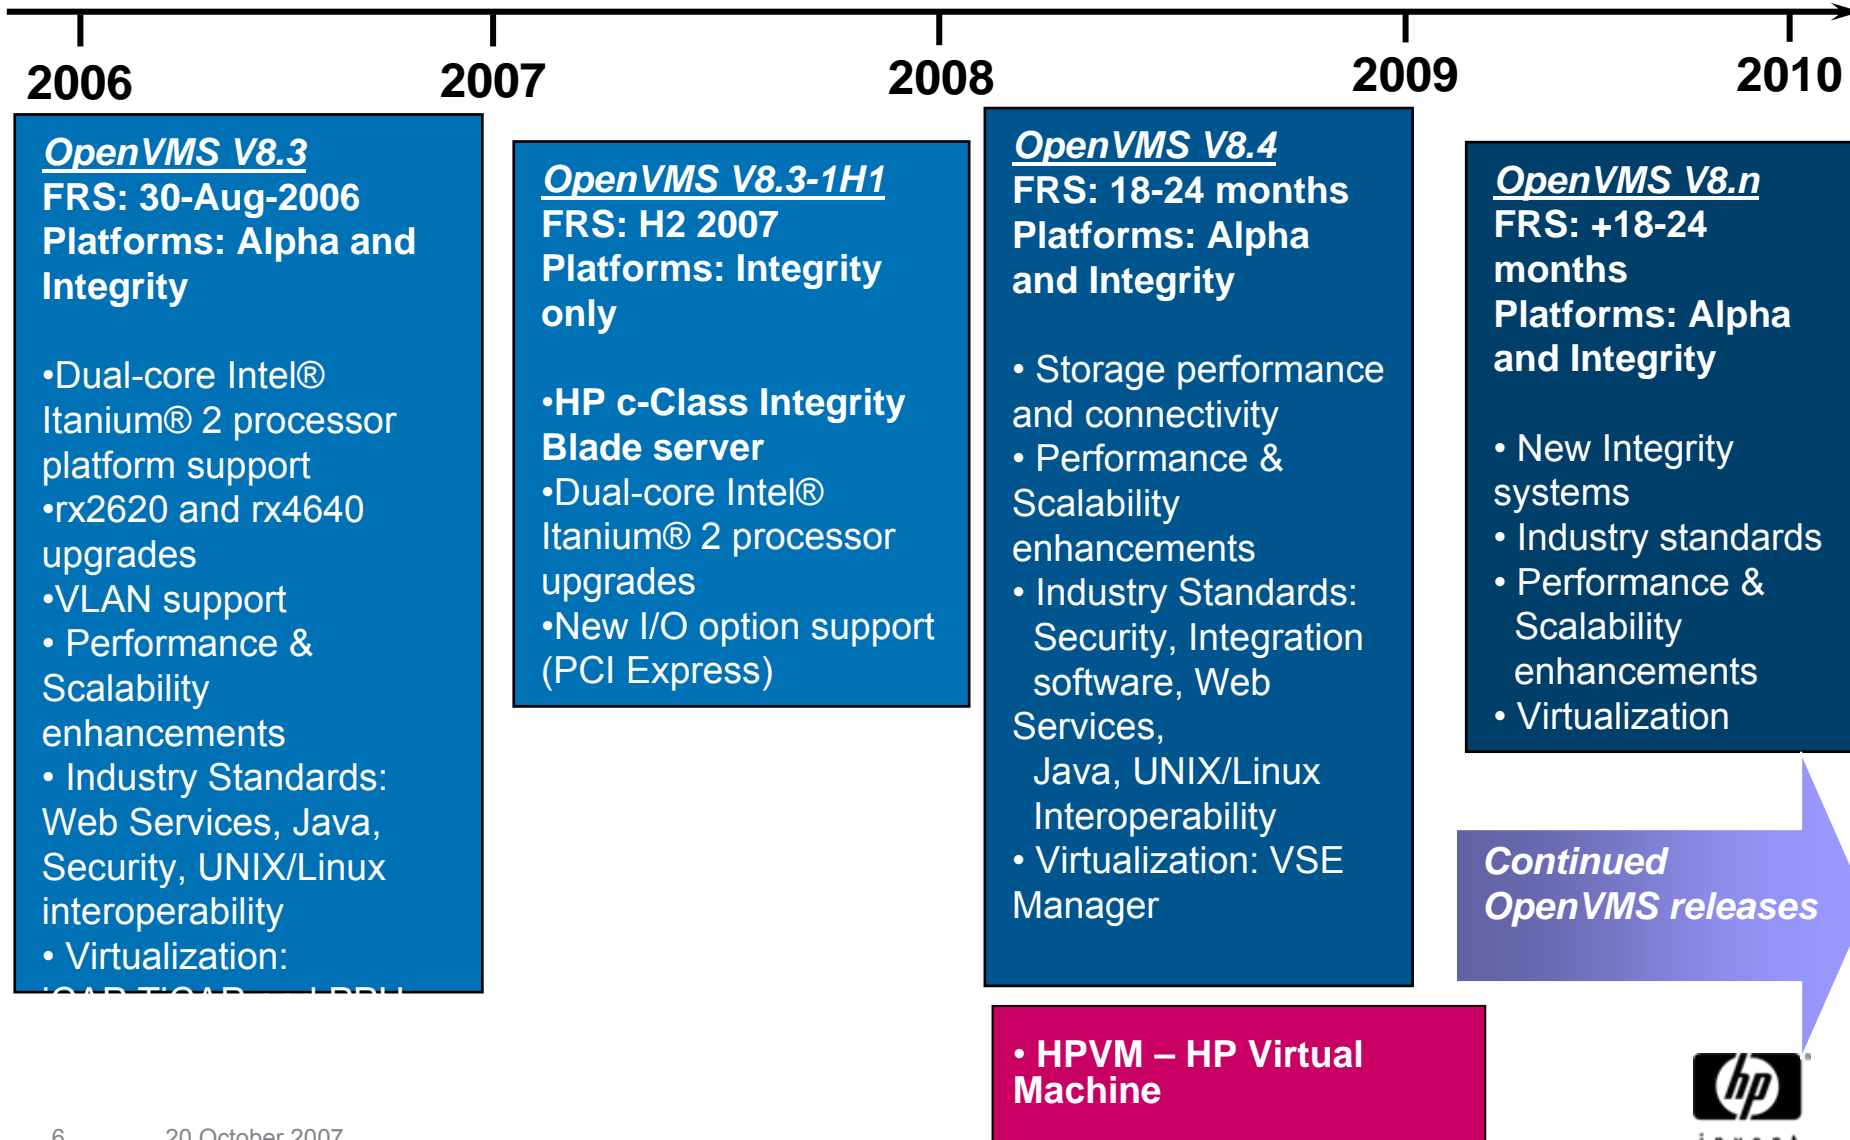 2006
2007
2008
2009
2010
OpenVMS V8.3
FRS: 30-Aug-2006
Platforms: Alpha and
Integrity
•Dual-core Intel®
Itanium® 2 processor
platform support
•rx2620 and rx4640
upgrades
•VLAN support
• Performance &
Scalability
enhancements
• Industry Standards:
Web Services, Java,
Security, UNIX/Linux
interoperability
• Virtualization:
OpenVMS V8.3-1H1
FRS: H2 2007
Platforms: Integrity
only
•HP c-Class Integrity
Blade server
•Dual-core Intel®
Itanium® 2 processor
upgrades
•New I/O option support
(PCI Express)
OpenVMS V8.4
FRS: 18-24 months
Platforms: Alpha
and Integrity
• Storage performance
and connectivity
• Performance &
Scalability
enhancements
• Industry Standards:
Security, Integration
software, Web
Services,
Java, UNIX/Linux
Interoperability
• Virtualization: VSE
Manager
• HPVM – HP Virtual
Machine
OpenVMS V8.n
FRS: +18-24
months
Platforms: Alpha
and Integrity
• New Integrity
systems
• Industry standards
• Performance &
Scalability
enhancements
• Virtualization
Continued
OpenVMS releases
hp
6 20 October 2007